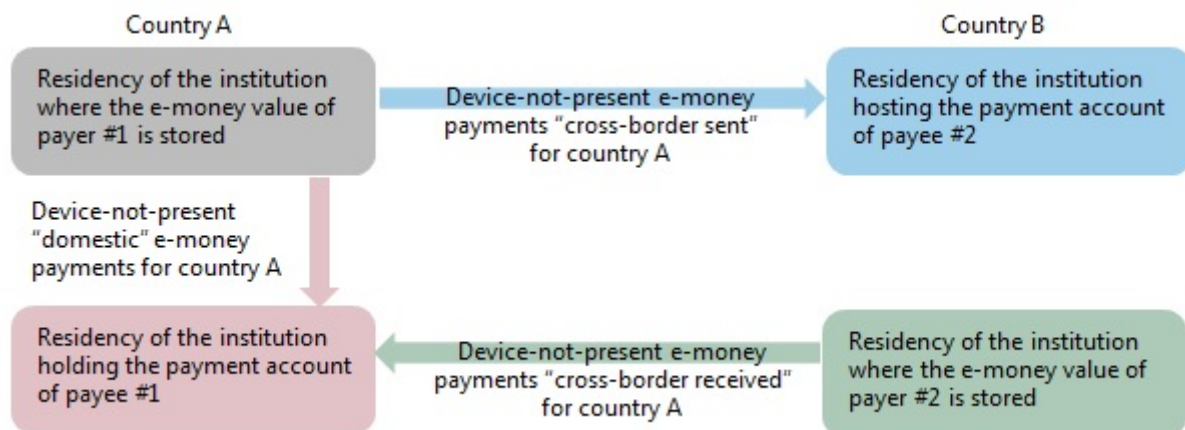 Country A
Country B
Residency of the institution
where the e-money value of
payer #1 is stored
Device-not-present e-money
payments “cross-border sent”
for country A
Residency of the institution
hosting the payment account
of payee #2
Device-not-present
“domestic” e-money
payments for country A
Residency of the institution
holding the payment account
of payee #1
Device-not-present e-money
payments “cross-border received”
for country A
Residency of the institution
where the e-money value of
payer #2 is stored